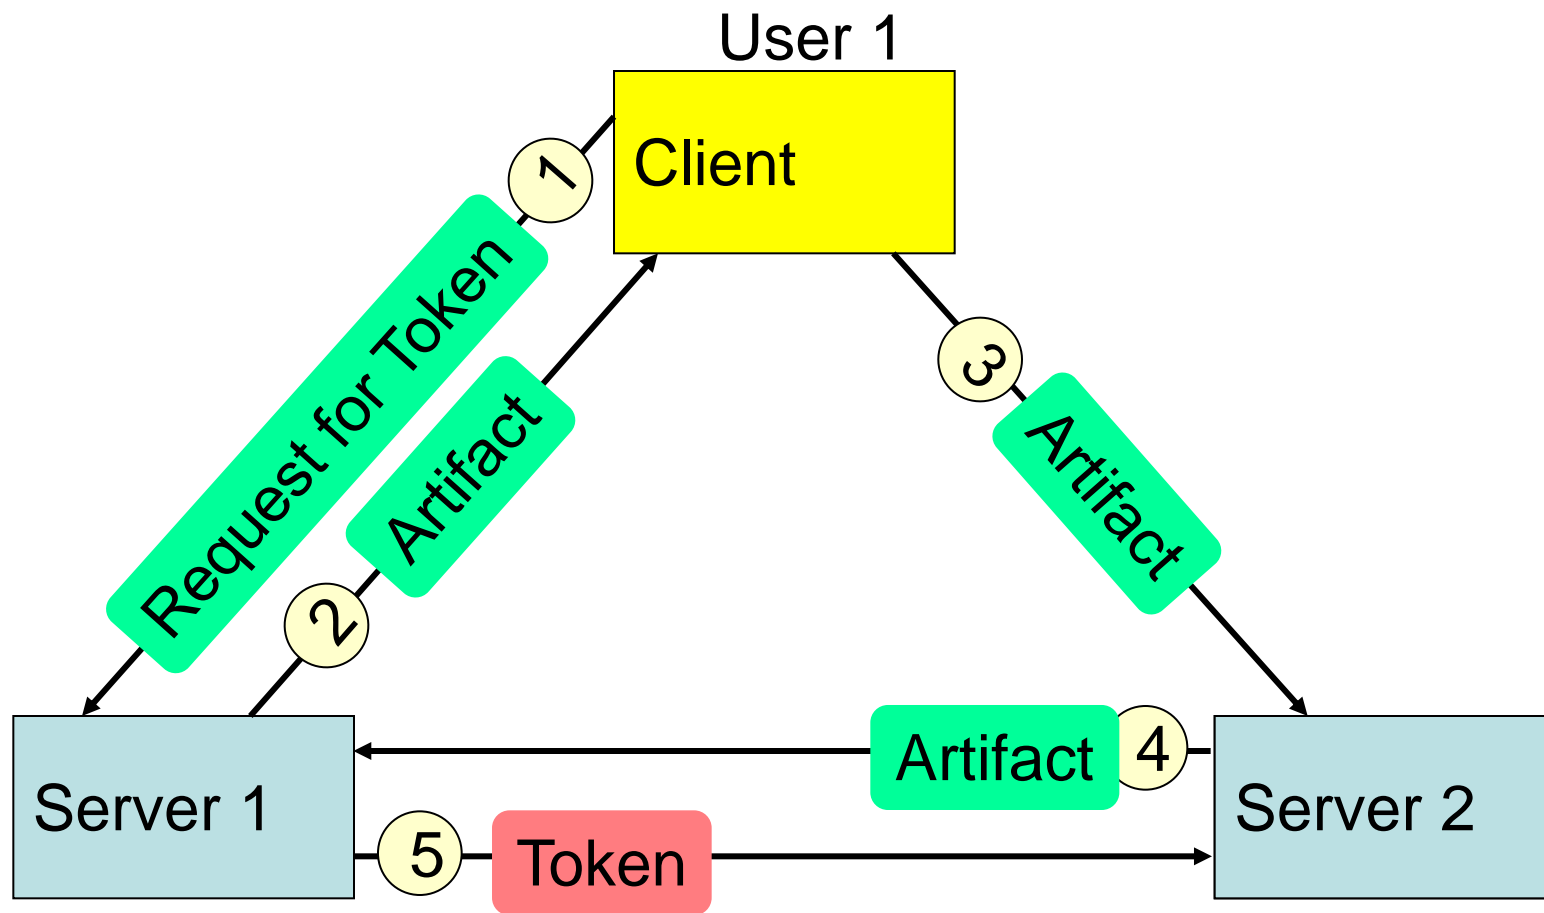 User 1
Client
1
Request for Token
2
Artifact
3
Artifact
4
Artifact
Server 1
Server 2
5
Token